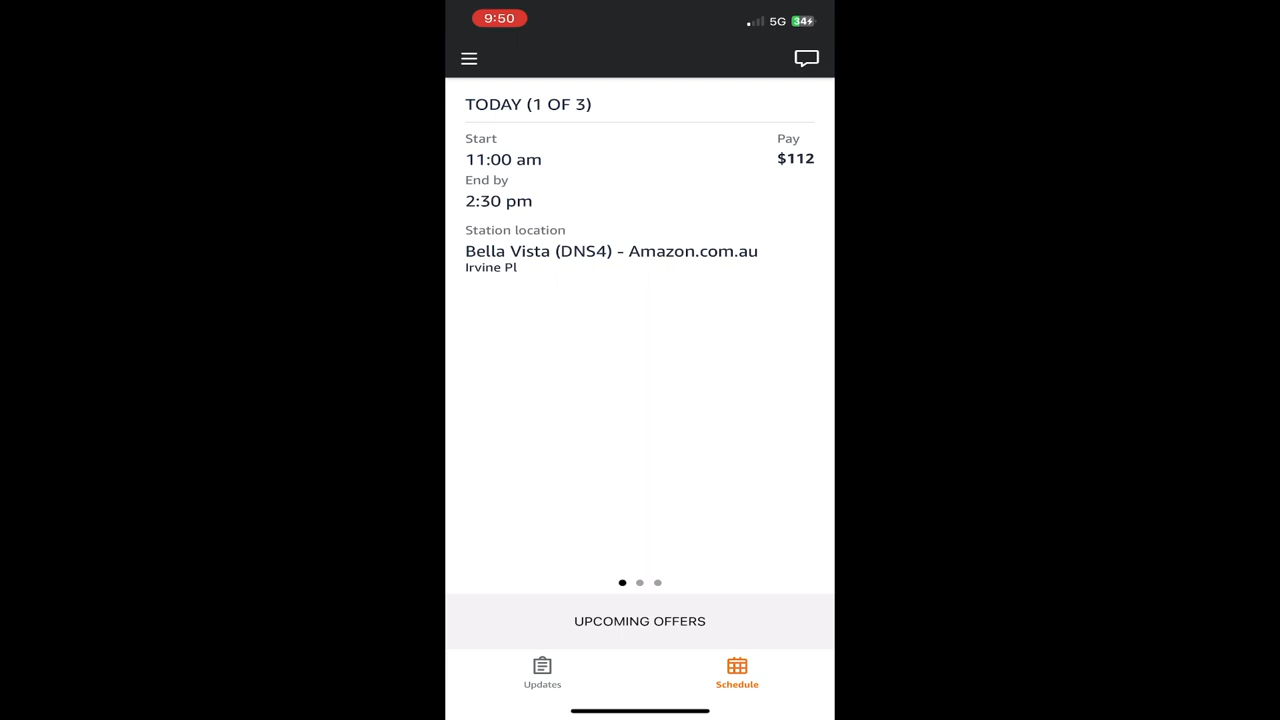 9:50
5G 34
TODAY (1 OF 3)
Start
Pay
11:00 am
$112
End by
2:30 pm
Station location
Bella Vista (DNS4) - Amazon.com.au
Irvine Pl
UPCOMING OFFERS
Updates
Schedule